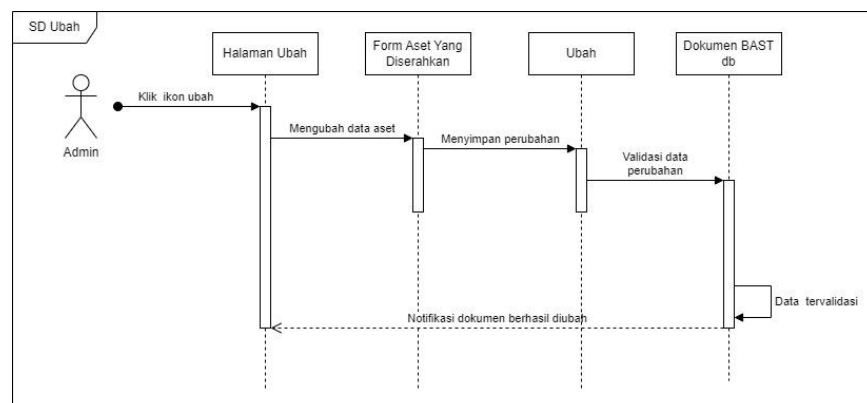 SD Ubah
Halaman Ubah
Form Aset Yang
Diserahkan
Ubah
Dokumen BAST
db
Klik ikon ubah
Admin
Mengubah data aset
Menyimpan perubahan
Validasi data
perubahan
Data tervalidasi
Notifikasi dokumen berhasil diubah